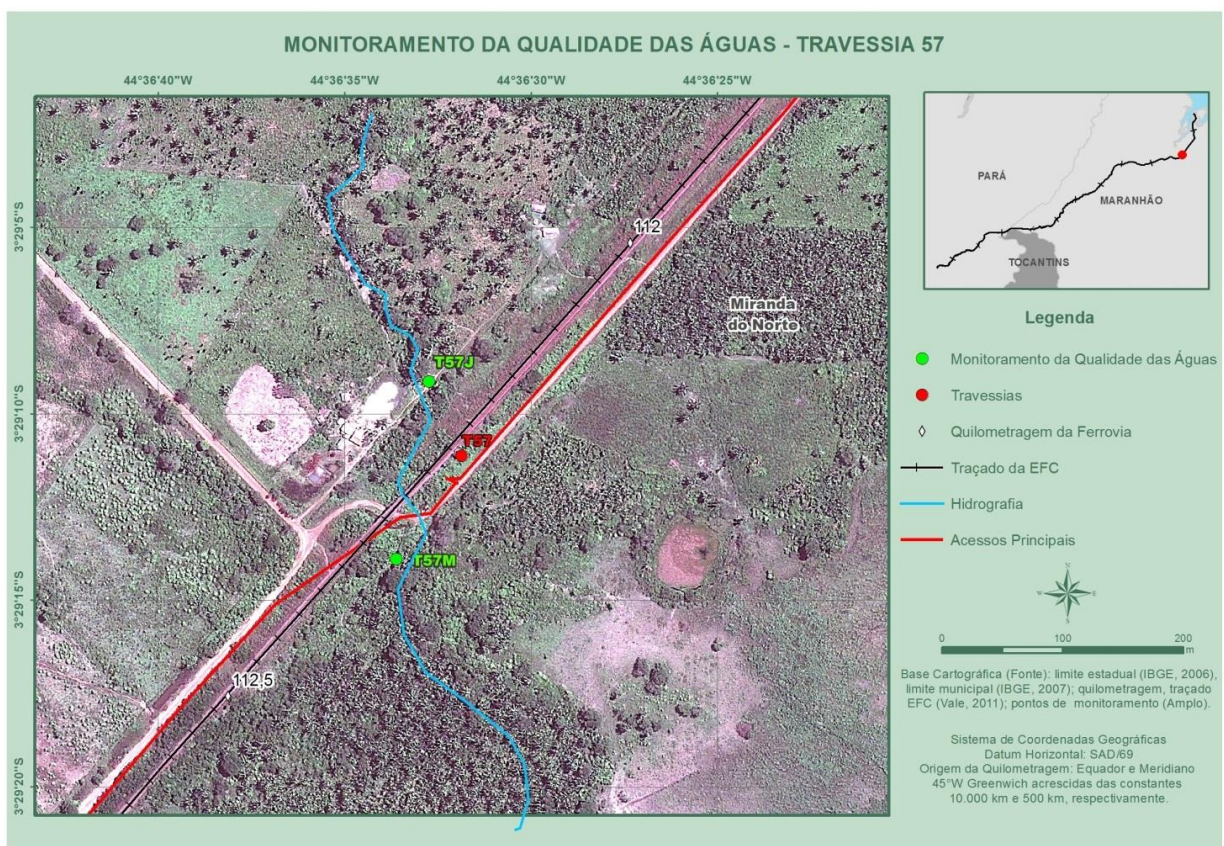 MONITORAMENTO DA QUALIDADE DAS ÁGUAS - TRAVESSIA 57
44°36'40"W
44°36'35"W
44°36'30"W
44°36'25"W
3°29'5"S
3°29'10"S
3°29'15"S
3°29'20"S
112
Miranda
do Norte
T57J
T57
T57M
112,5
PARÁ
MARANHÃO
TOCANTINS
Legenda
Monitoramento da Qualidade das Águas
Travessias
Quilometragem da Ferrovia
Traçado da EFC
Hidrografia
Acessos Principais
N
W
E
S
0 100 200
m
Base Cartográfica (Fonte): limite estadual (IBGE, 2006),
limite municipal (IBGE, 2007); quilometragem, traçado
EFC (Vale, 2011); pontos de monitoramento (Amplo).
Sistema de Coordenadas Geográficas
Datum Horizontal: SAD/69
Origem da Quilometragem: Equador e Meridiano
45°W Greenwich acrescidas das constantes
10.000 km e 500 km, respectivamente.